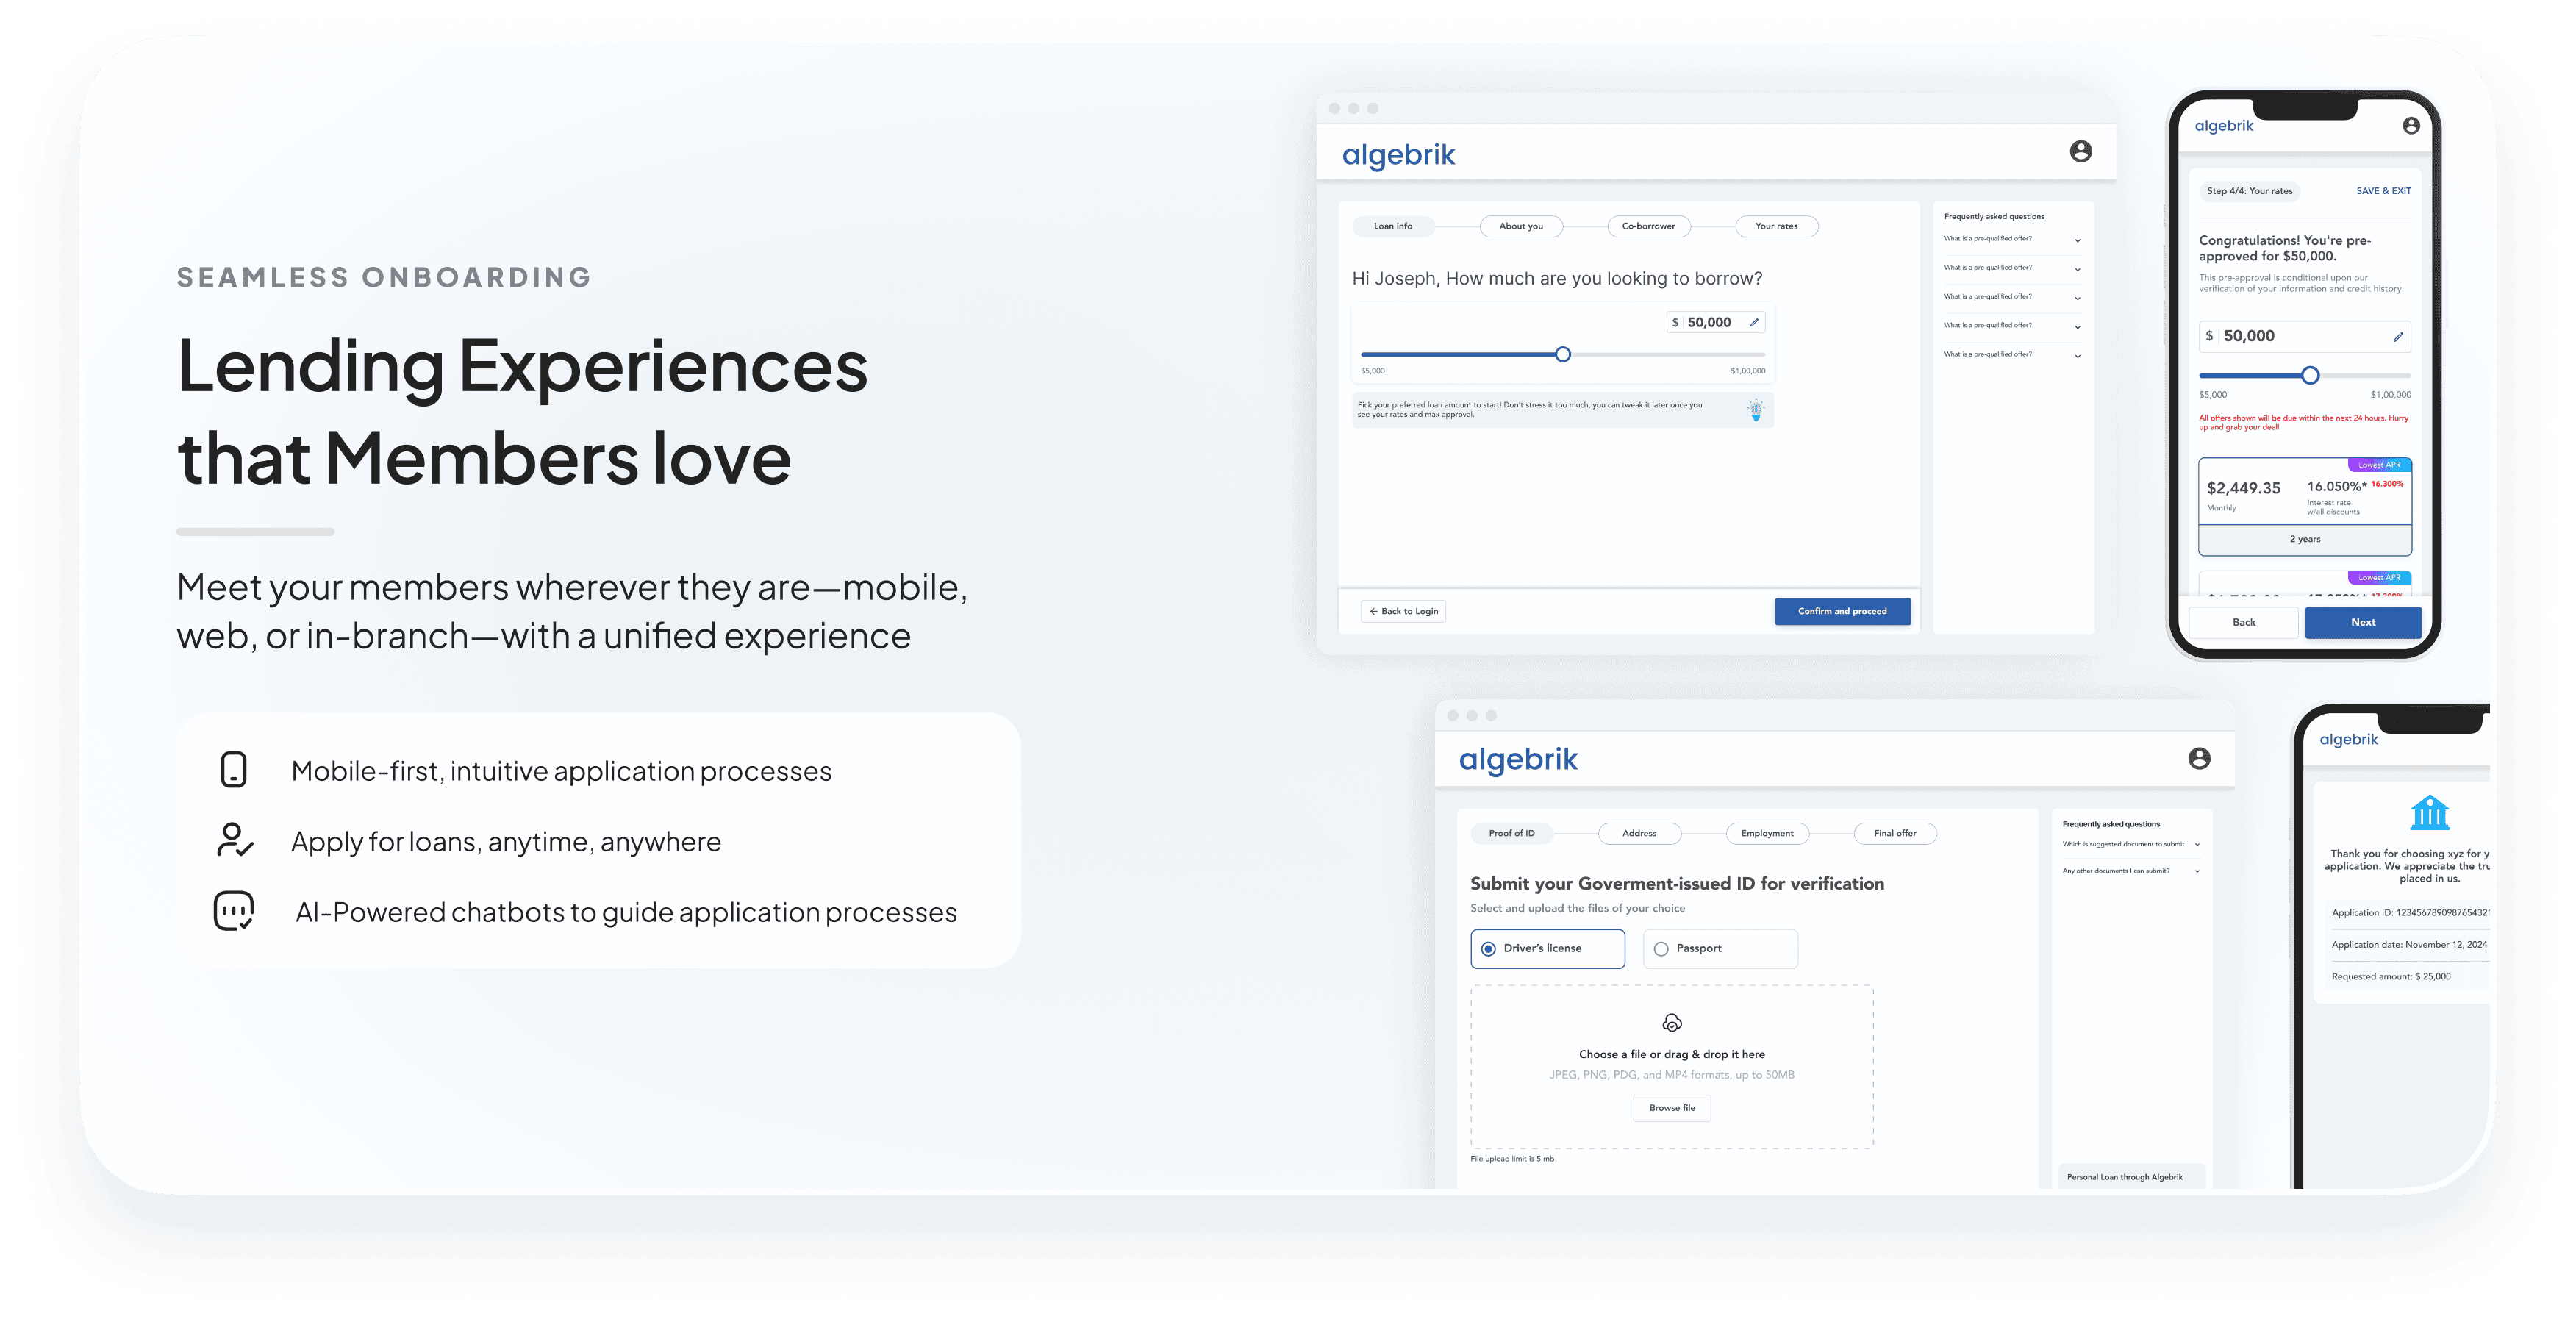 SEAMLESS ONBOARDING
Lending Experiences
that Members love
Meet your members wherever they are—mobile,
web, or in-branch—with a unified experience
Mobile-first, intuitive application processes
Apply for loans, anytime, anywhere
AI-Powered chatbots to guide application processes
algebrik
Loan info
About you
Co-borrower
Your rates
Hi Joseph, How much are you looking to borrow?
$ 50,000
$5,000
$1,00,000
Pick your preferred loan amount to start! Don't stress it too much, you can tweak it later once you
see your rates and max approval.
← Back to Login
Confirm and proceed
Frequently asked questions
What is a pre-qualified offer?
What is a pre-qualified offer?
What is a pre-qualified offer?
What is a pre-qualified offer?
What is a pre-qualified offer?
algebrik
Step 4/4: Your rates
SAVE & EXIT
Congratulations! You're pre-
approved for $50,000.
This pre-approval is conditional upon our
verification of your information and credit history.
$ 50,000
$5,000
$1,00,000
All offers shown will be due within the next 24 hours. Hurry
up and grab your deal!
Lowest APR
$2,449.35
Monthly
16.050%* 16.300%
Interest rate
w/all discounts
2 years
Lowest APR
Back
Next
algebrik
Proof of ID
Address
Employment
Final offer
Submit your Goverment-issued ID for verification
Select and upload the files of your choice
Driver's license
Passport
Choose a file or drag & drop it here
JPEG, PNG, PDG, and MP4 formats, up to 50MB
Browse file
File upload limit is 5 mb
Frequently asked questions
Which is suggested document to submit
Any other documents I can submit?
Personal Loan through Algebrik
algebrik
Thank you for choosing xyz for y
application. We appreciate the tru
placed in us.
Application ID: 1234567890987654321
Application date: November 12, 2024
Requested amount: $ 25,000